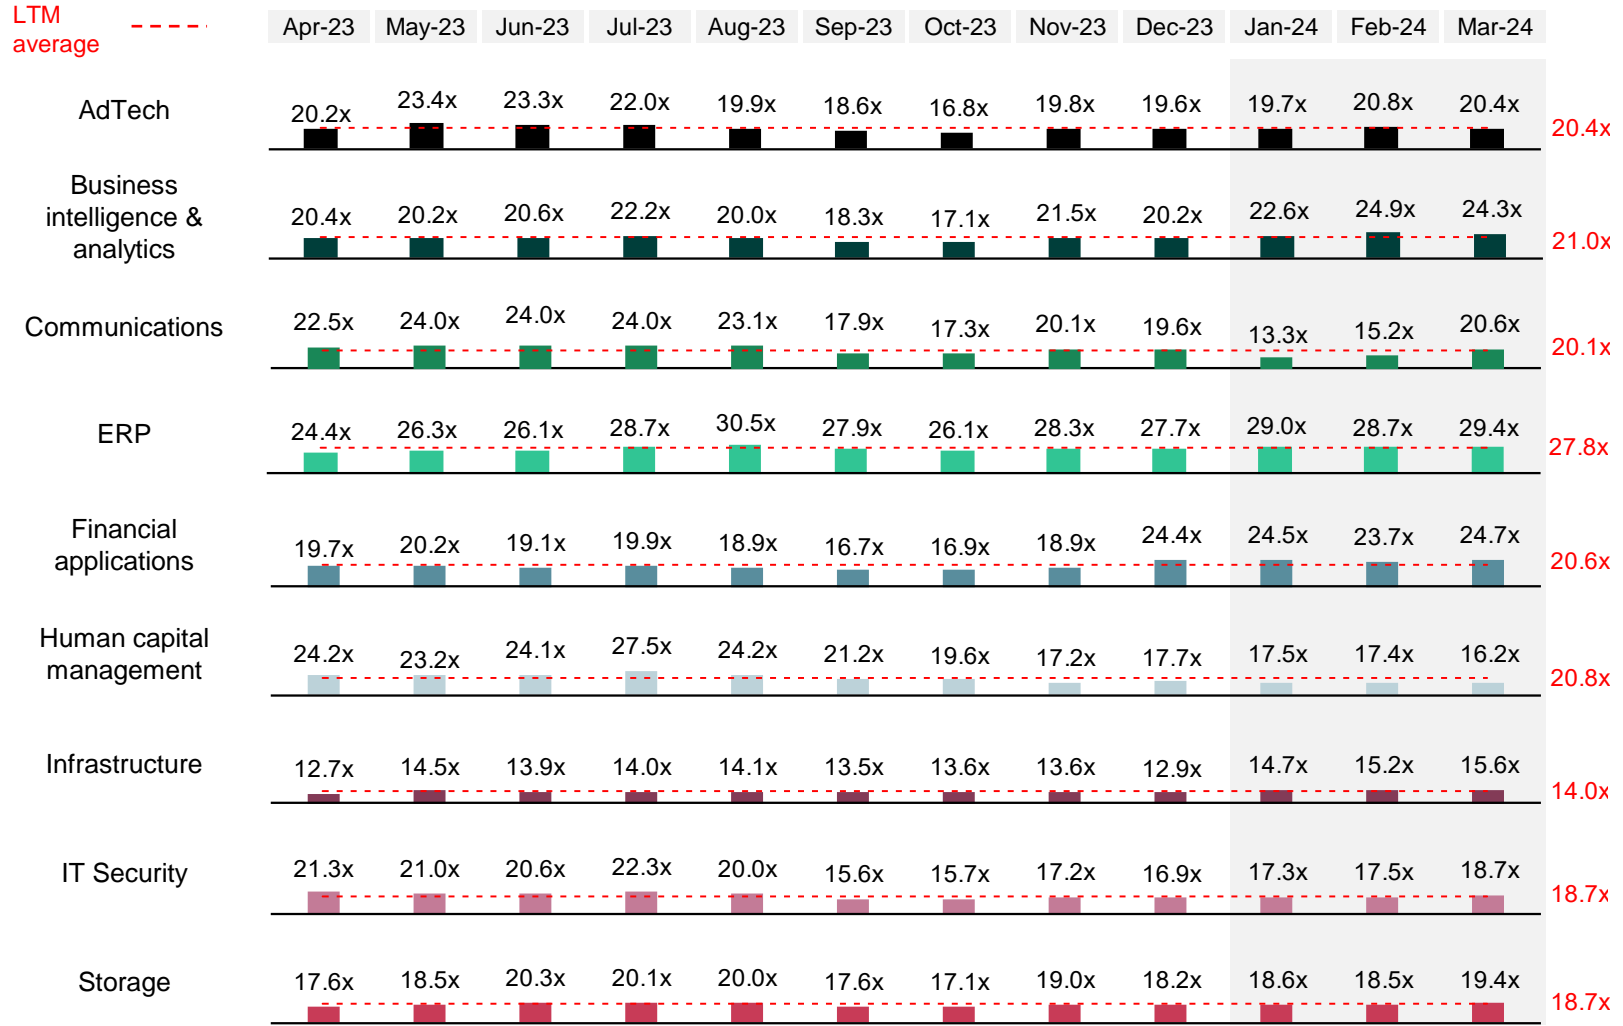 LTM
average
Apr-23 May-23 Jun-23 Jul-23 Aug-23 Sep-23 Oct-23 Nov-23 Dec-23 Jan-24 Feb-24 Mar-24
AdTech
20.2x 23.4x 23.3x 22.0x 19.9x 18.6x 16.8x 19.8x 19.6x 19.7x 20.8x 20.4x
20.4x
Business
intelligence &
analytics
20.4x 20.2x 20.6x 22.2x 20.0x 18.3x 17.1x 21.5x 20.2x 22.6x 24.9x 24.3x
21.0x
Communications
22.5x 24.0x 24.0x 24.0x 23.1x 17.9x 17.3x 20.1x 19.6x 13.3x 15.2x 20.6x
20.1x
ERP
24.4x 26.3x 26.1x 28.7x 30.5x 27.9x 26.1x 28.3x 27.7x 29.0x 28.7x 29.4x
27.8x
Financial
applications
19.7x 20.2x 19.1x 19.9x 18.9x 16.7x 16.9x 18.9x 24.4x 24.5x 23.7x 24.7x
20.6x
Human capital
management
24.2x 23.2x 24.1x 27.5x 24.2x 21.2x 19.6x 17.2x 17.7x 17.5x 17.4x 16.2x
20.8x
Infrastructure
12.7x 14.5x 13.9x 14.0x 14.1x 13.5x 13.6x 13.6x 12.9x 14.7x 15.2x 15.6x
14.0x
IT Security
21.3x 21.0x 20.6x 22.3x 20.0x 15.6x 15.7x 17.2x 16.9x 17.3x 17.5x 18.7x
18.7x
Storage
17.6x 18.5x 20.3x 20.1x 20.0x 17.6x 17.1x 19.0x 18.2x 18.6x 18.5x 19.4x
18.7x